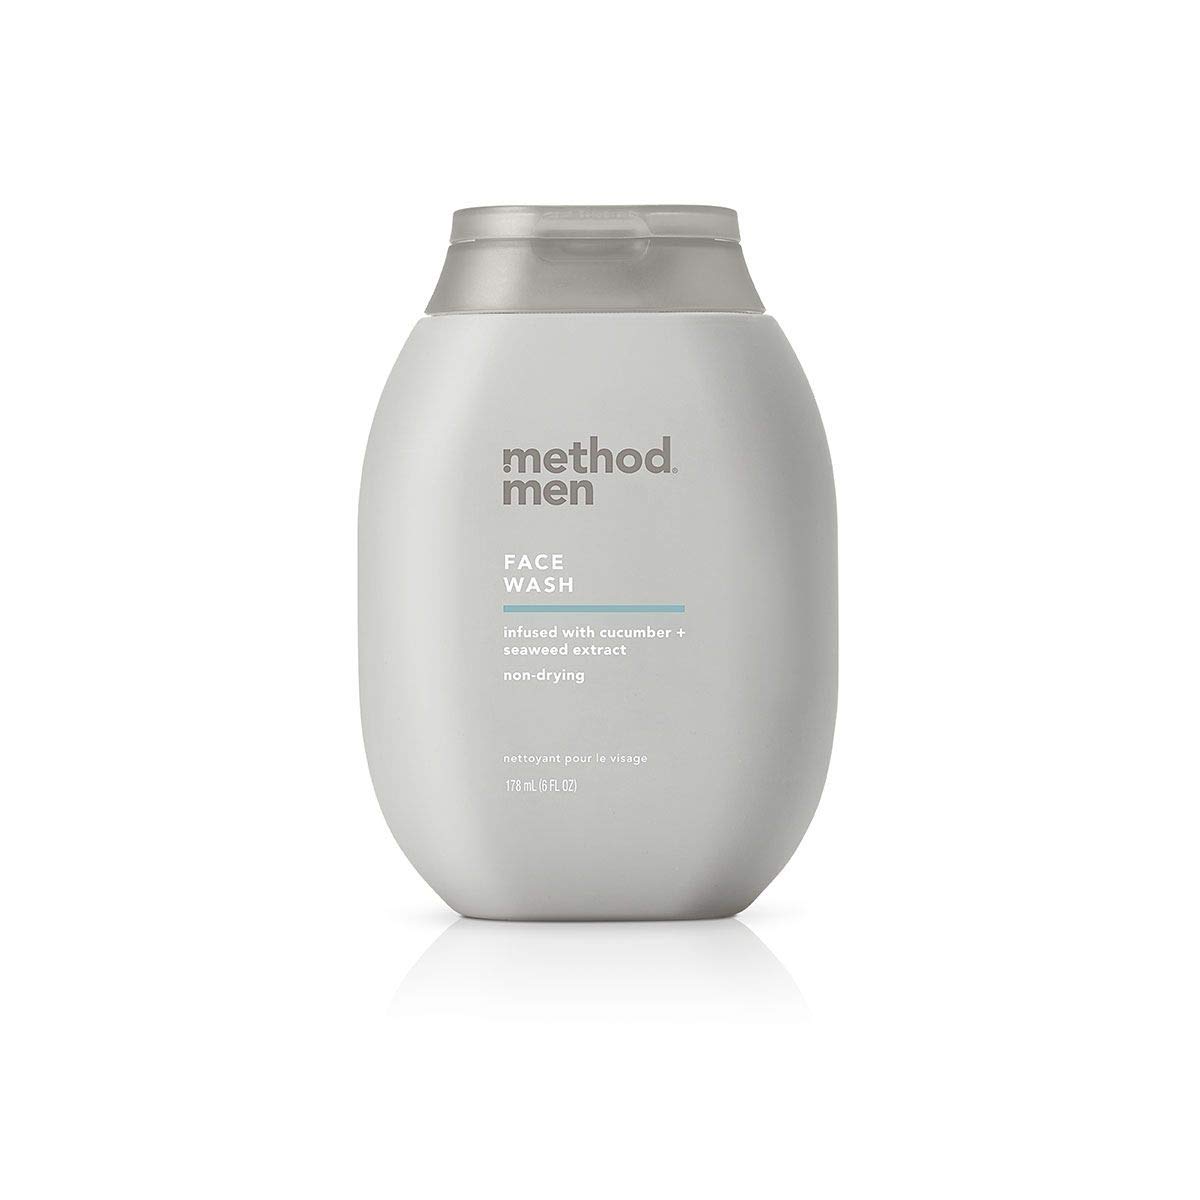 method®
men
FACE
WASH
infused with cucumber +
seaweed extract
non-drying
nettoyant pour le visage
178 mL (6 FL OZ)